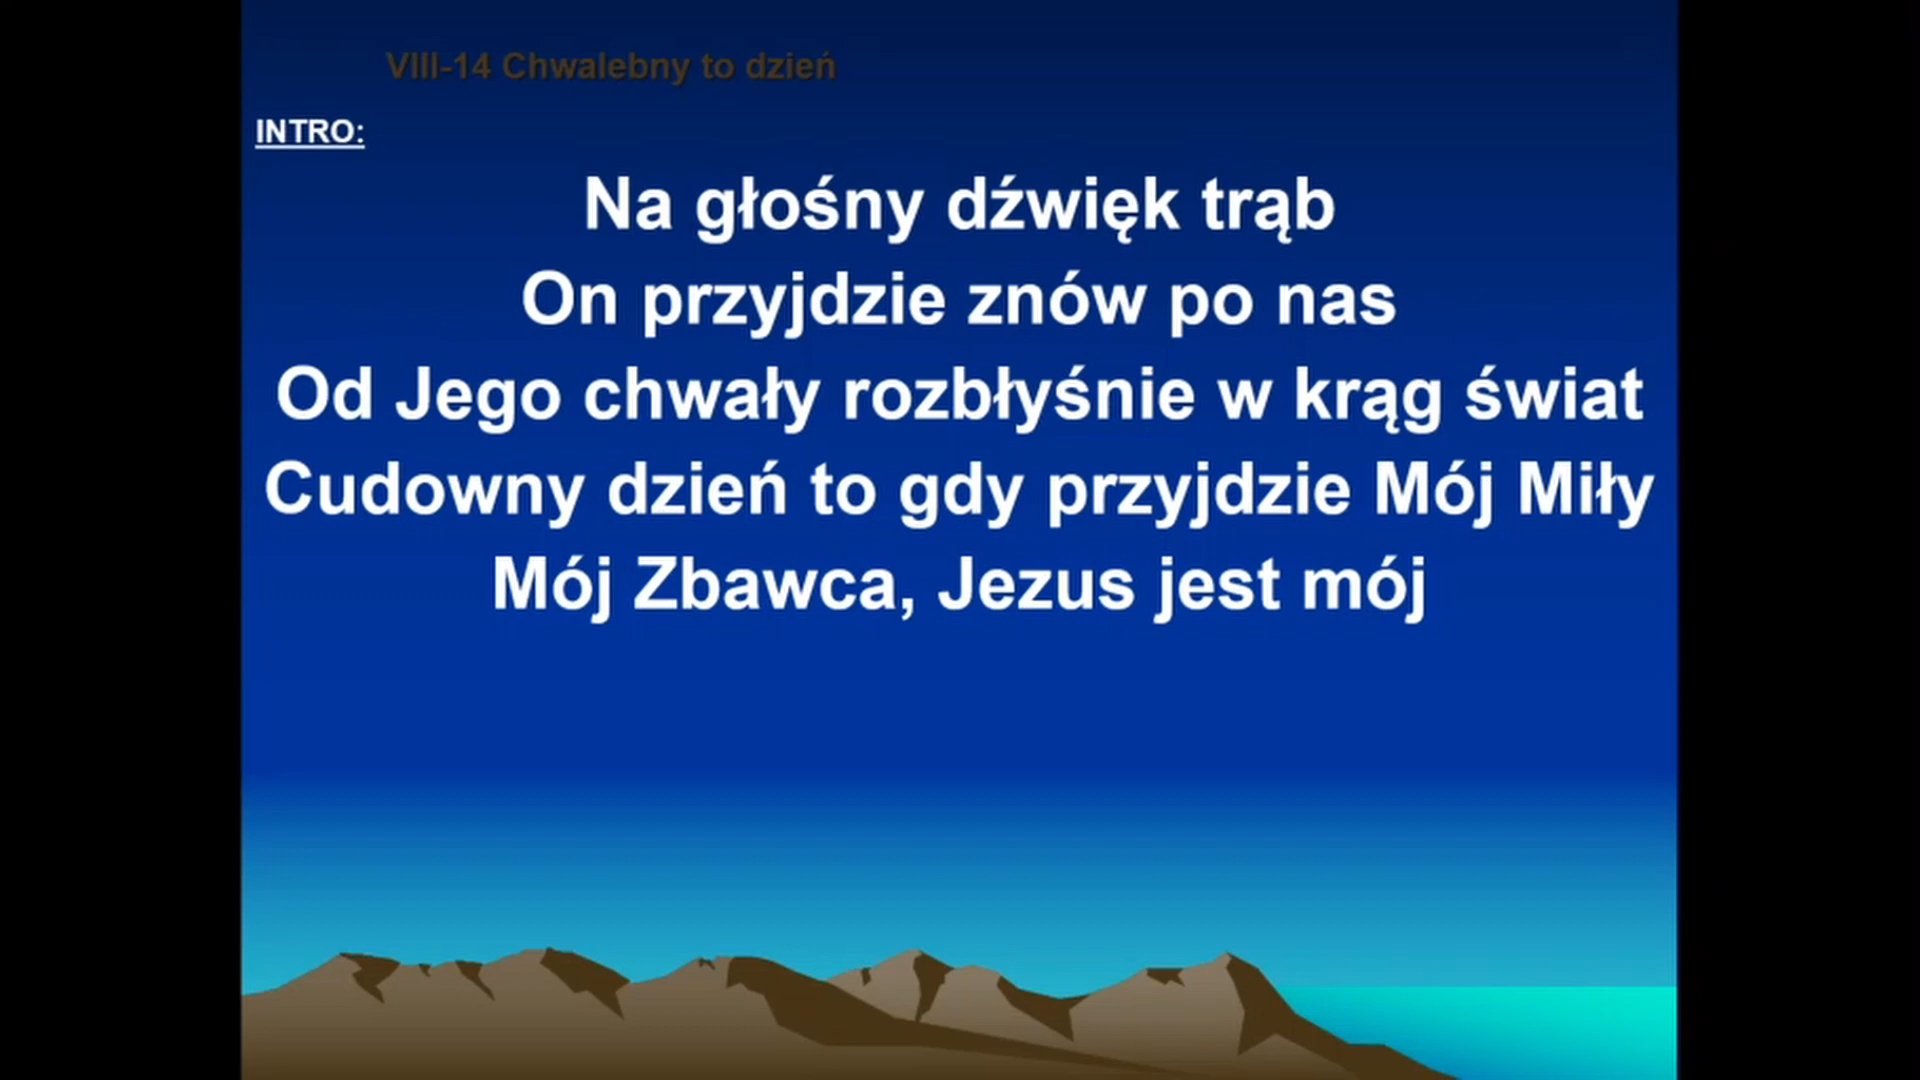 VIII-14 Chwalebny to dzień
INTRO:
Na głośny dźwięk trąb
On przyjdzie znów po nas
Od Jego chwały rozbłyśnie w krąg świat
Cudowny dzień to gdy przyjdzie Mój Miły
Mój Zbawca, Jezus jest mój